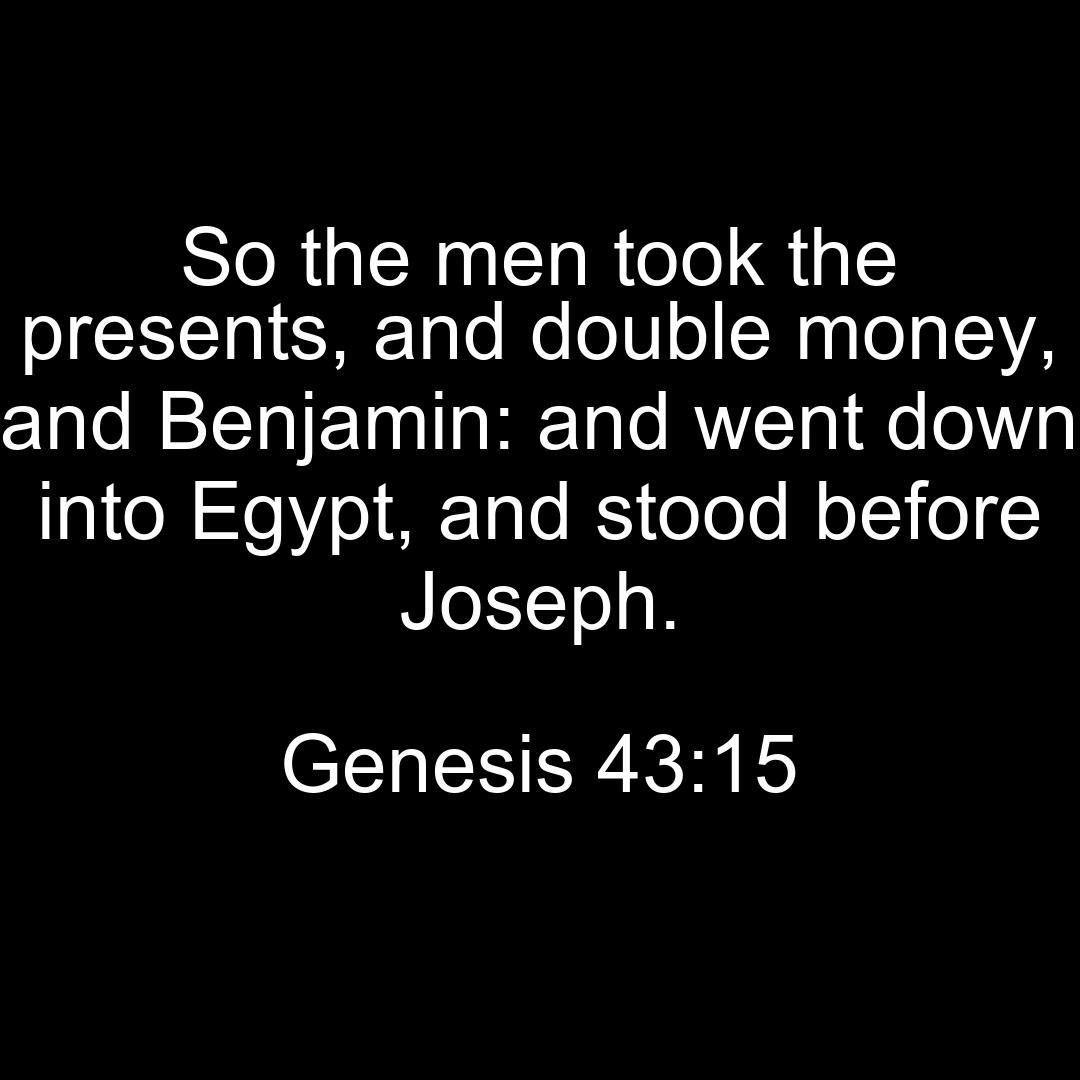 So the men took the
presents, and double money,
and Benjamin: and went down
into Egypt, and stood before
Joseph.
Genesis 43:15